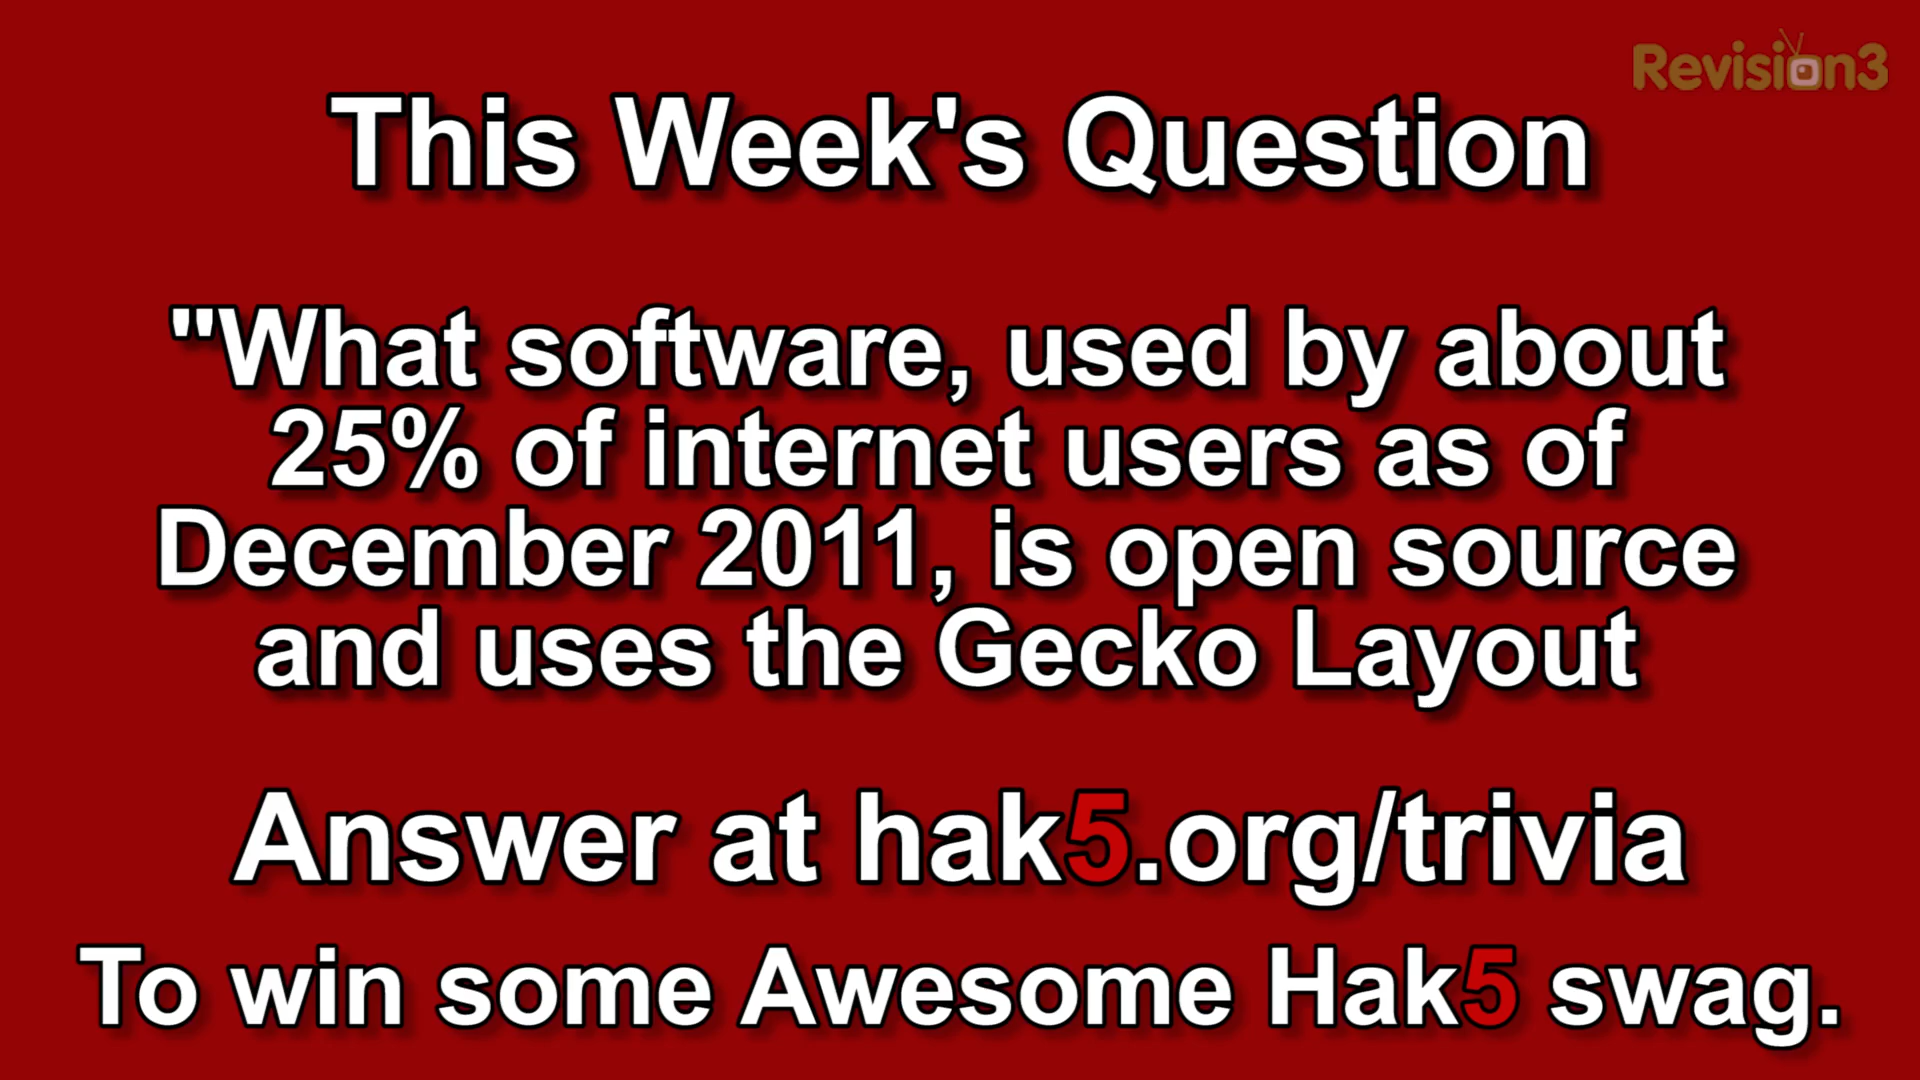 Revision3
This Week's Question
"What software, used by about
25% of internet users as of
December 2011, is open source
and uses the Gecko Layout
Answer at hak5.org/trivia
To win some Awesome Hak5 swag.